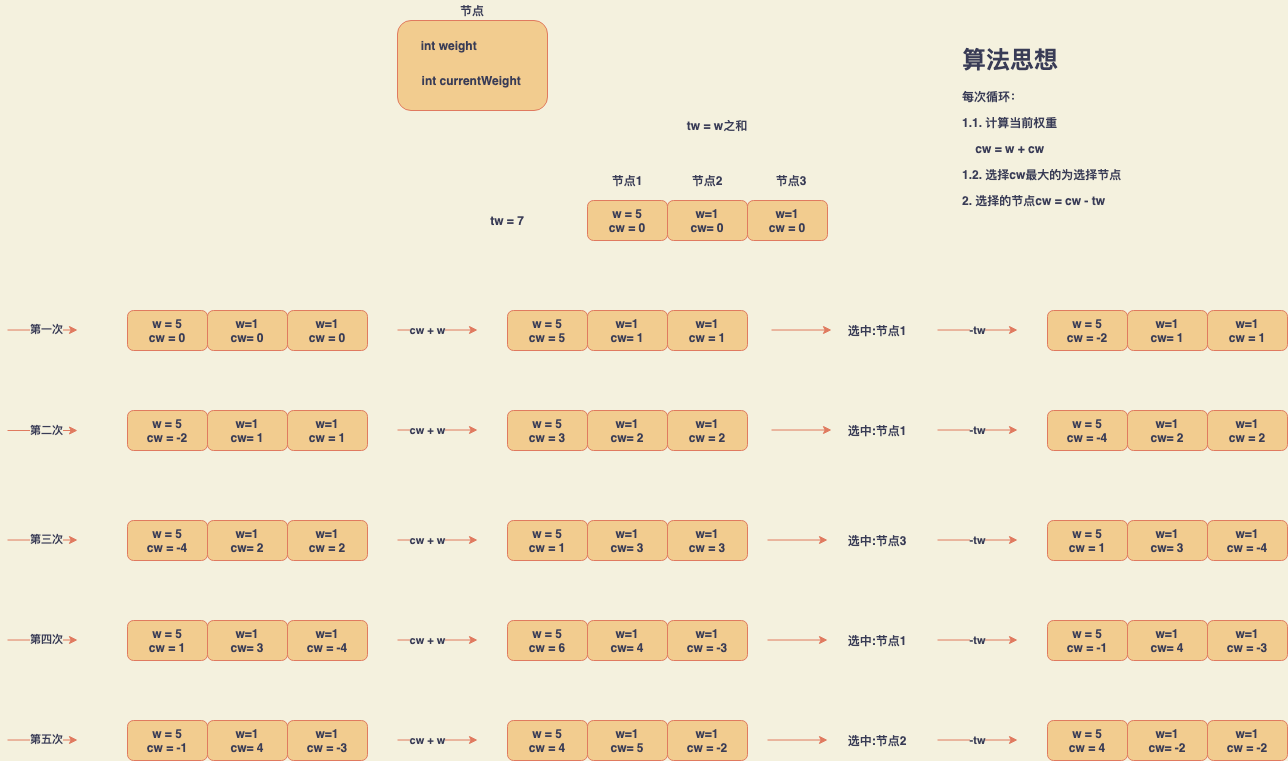 节点
int weight
int currentWeight
算法思想
每次循环：
1.1. 计算当前权重
cw = w + cw
1.2. 选择cw最大的为选择节点
2. 选择的节点cw = cw - tw
tw = w之和
节点1 节点2 节点3
tw = 7
w = 5 w=1 w=1
cw = 0 cw= 0 cw = 0
第一次
w = 5 w=1 w=1
cw = 0 cw= 0 cw = 0
cw + w
w = 5 w=1 w=1
cw = 5 cw= 1 cw = 1
选中:节点1
-tw
w = 5 w=1 w=1
cw = -2 cw= 1 cw = 1
第二次
w = 5 w=1 w=1
cw = -2 cw= 1 cw = 1
cw + w
w = 5 w=1 w=1
cw = 3 cw= 2 cw = 2
选中:节点1
-tw
w = 5 w=1 w=1
cw = -4 cw= 2 cw = 2
第三次
w = 5 w=1 w=1
cw = -4 cw= 2 cw = 2
cw + w
w = 5 w=1 w=1
cw = 1 cw= 3 cw = 3
选中:节点3
-tw
w = 5 w=1 w=1
cw = 1 cw= 3 cw = -4
第四次
w = 5 w=1 w=1
cw = 1 cw= 3 cw = -4
cw + w
w = 5 w=1 w=1
cw = 6 cw= 4 cw = -3
选中:节点1
-tw
w = 5 w=1 w=1
cw = -1 cw= 4 cw = -3
第五次
w = 5 w=1 w=1
cw = -1 cw= 4 cw = -3
cw + w
w = 5 w=1 w=1
cw = 4 cw= 5 cw = -2
选中:节点2
-tw
w = 5 w=1 w=1
cw = 4 cw= -2 cw = -2